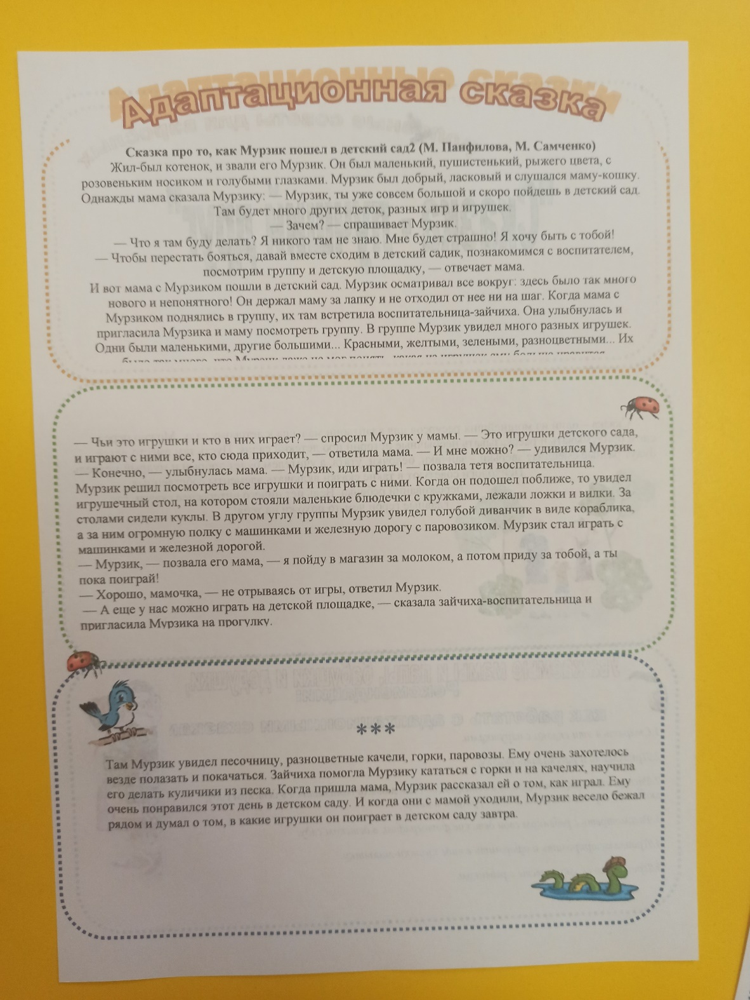 Адаптационная сказка
Сказка про то, как Мурзик пошел в детский сад2 (М. Панфилова, М. Самченко)
Жил-был котенок, и звали его Мурзик. Он был маленький, пушистенький, рыжего цвета, с
розовеньким носиком и голубыми глазками. Мурзик был добрый, ласковый и слушался маму-кошку.
Однажды мама сказала Мурзику: — Мурзик, ты уже совсем большой и скоро пойдешь в детский сад.
Там будет много других деток, разных игр и игрушек.
— Зачем? — спрашивает Мурзик.
— Что я там буду делать? Я никого там не знаю. Мне будет страшно! Я хочу быть с тобой!
— Чтобы перестать бояться, давай вместе сходим в детский садик, познакомимся с воспитателем,
посмотрим группу и детскую площадку, — отвечает мама.
И вот мама с Мурзиком пошли в детский сад. Мурзик осматривал все вокруг: здесь было так много
нового и непонятного! Он держал маму за лапку и не отходил от нее ни на шаг. Когда мама с
Мурзиком поднялись в группу, их там встретила воспитательница-зайчиха. Она улыбнулась и
пригласила Мурзика и маму посмотреть группу. В группе Мурзик увидел много разных игрушек.
Одни были маленькими, другие большими... Красными, желтыми, зелеными, разноцветными... Их
— Чьи это игрушки и кто в них играет? — спросил Мурзик у мамы. — Это игрушки детского сада,
и играют с ними все, кто сюда приходит, — ответила мама. — И мне можно? — удивился Мурзик.
— Конечно, — улыбнулась мама. — Мурзик, иди играть! — позвала тетя воспитательница.
Мурзик решил посмотреть все игрушки и поиграть с ними. Когда он подошел поближе, то увидел
игрушечный стол, на котором стояли маленькие блюдечки с кружками, лежали ложки и вилки. За
столами сидели куклы. В другом углу группы Мурзик увидел голубой диванчик в виде кораблика,
а за ним огромную полку с машинками и железную дорогу с паровозиком. Мурзик стал играть с
машинками и железной дорогой.
— Мурзик, — позвала его мама, — я пойду в магазин за молоком, а потом приду за тобой, а ты
пока поиграй!
— Хорошо, мамочка, — не отрываясь от игры, ответил Мурзик.
— А еще у нас можно играть на детской площадке, — сказала зайчиха-воспитательница и
пригласила Мурзика на прогулку.
***
Там Мурзик увидел песочницу, разноцветные качели, горки, паровозы. Ему очень захотелось
везде полазать и покачаться. Зайчиха помогла Мурзику кататься с горки и на качелях, научила
его делать куличики из песка. Когда пришла мама, Мурзик рассказал ей о том, как играл. Ему
очень понравился этот день в детском саду. И когда они с мамой уходили, Мурзик весело бежал
рядом и думал о том, в какие игрушки он поиграет в детском саду завтра.